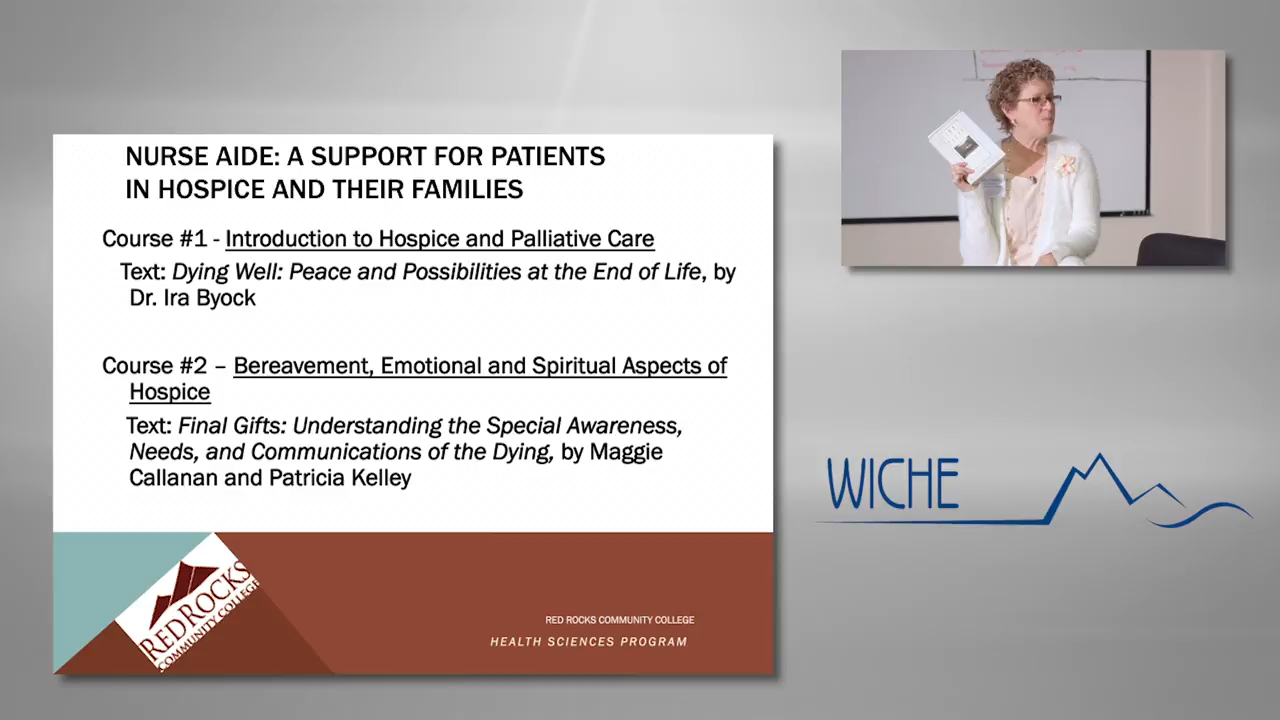 NURSE AIDE: A SUPPORT FOR PATIENTS
IN HOSPICE AND THEIR FAMILIES
Course #1 - Introduction to Hospice and Palliative Care
Text: Dying Well: Peace and Possibilities at the End of Life, by
Dr. Ira Byock
Course #2 – Bereavement, Emotional and Spiritual Aspects of
Hospice
Text: Final Gifts: Understanding the Special Awareness,
Needs, and Communications of the Dying, by Maggie
Callanan and Patricia Kelley
RED ROCKS
COMMUNITY COLLEGE
RED ROCKS COMMUNITY COLLEGE
HEALTH SCIENCES PROGRAM
WICHE